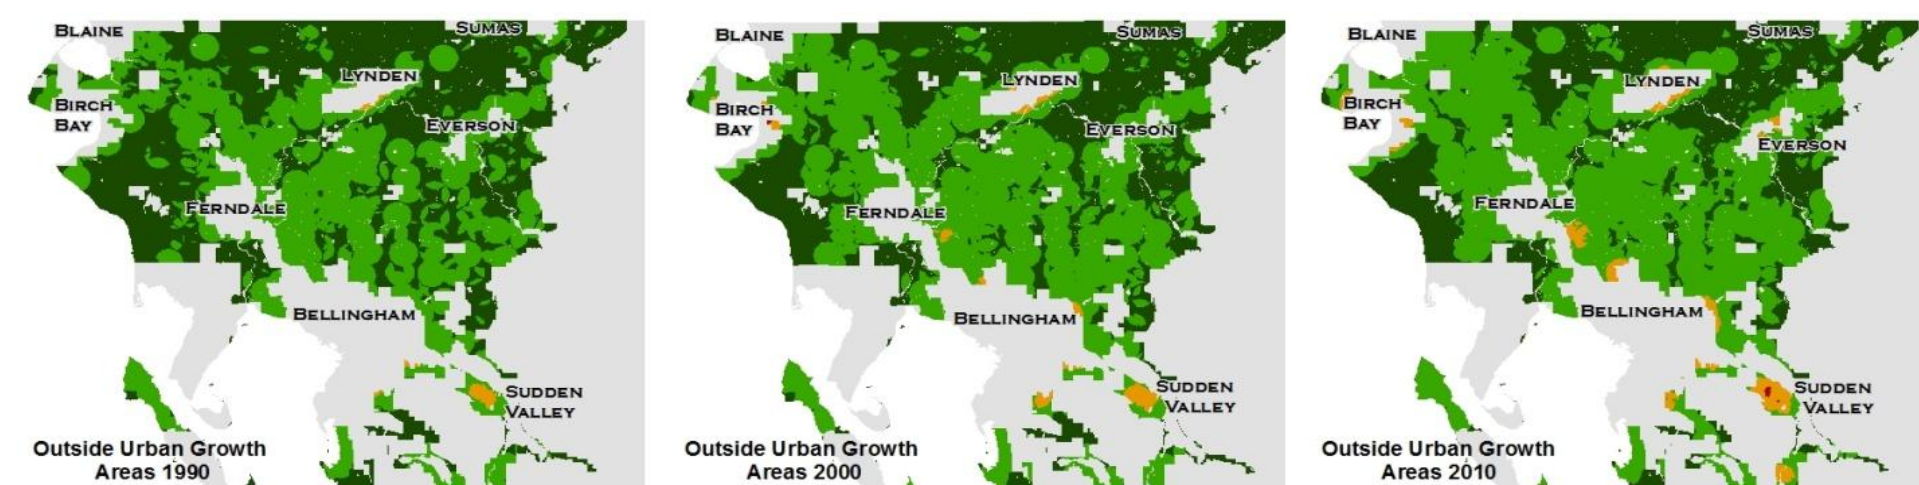 BLAINE
SUMAS
LYNDEN
BIRCH
BAY
EVERSON
FERNDALE
BELLINGHAM
SUDDEN
VALLEY
Outside Urban Growth
Areas 1990
BLAINE
SUMAS
LYNDEN
BIRCH
BAY
EVERSON
FERNDALE
BELLINGHAM
SUDDEN
VALLEY
Outside Urban Growth
Areas 2000
BLAINE
SUMAS
LYNDEN
BIRCH
BAY
EVERSON
FERNDALE
BELLINGHAM
SUDDEN
VALLEY
Outside Urban Growth
Areas 2010